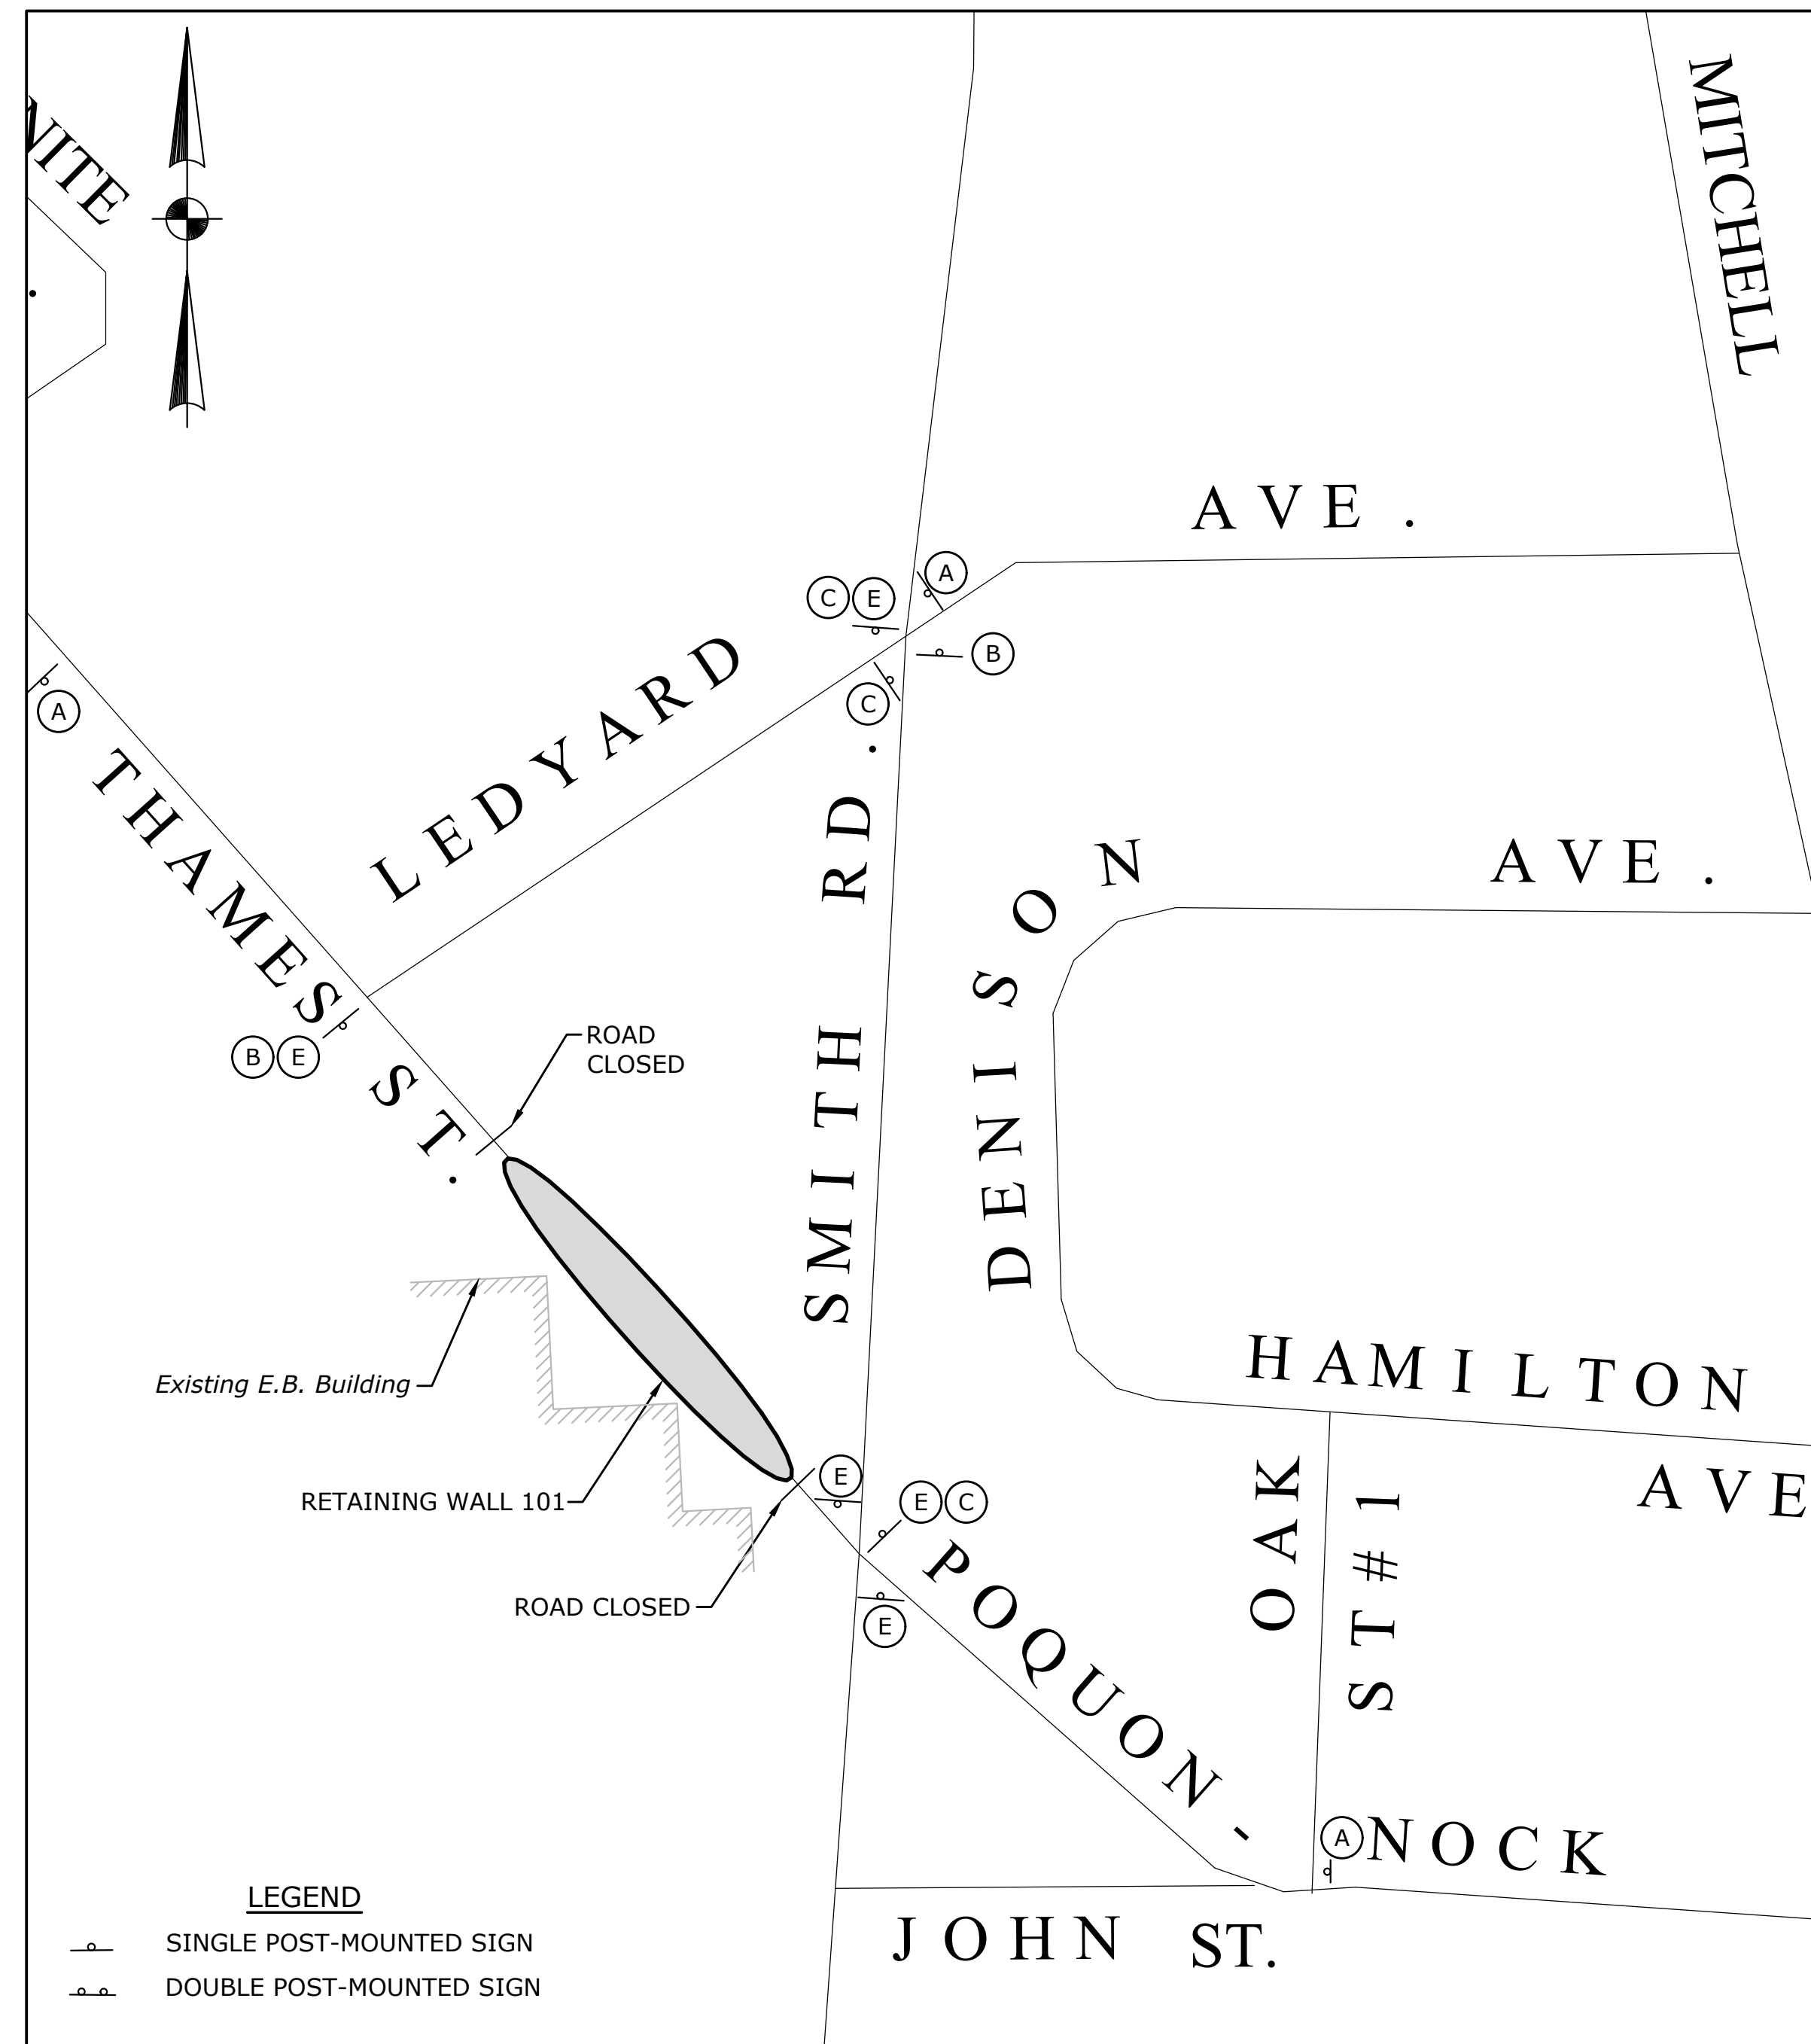 NITE
.
MITCHELL
AVE.
A
C E
B
C
LEDYARD
A
THAMES ST.
SMITH RD.
DENISON AVE.
B E
ROAD
CLOSED
HAMILTON
AVE
Existing E.B. Building
RETAINING WALL 101
E
E C
ROAD CLOSED
E
OAK
ST#1
POQUON-
NOCK
A
JOHN ST.
LEGEND
SINGLE POST-MOUNTED SIGN
DOUBLE POST-MOUNTED SIGN